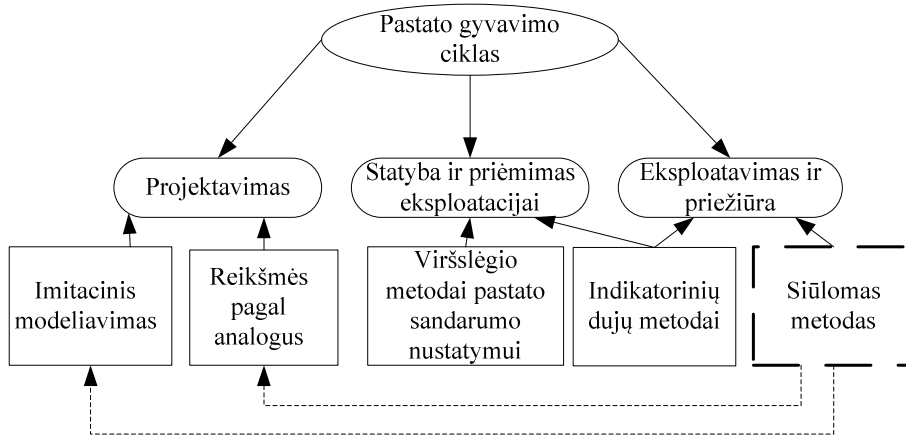 Pastato gyvavimo
ciklas
Projektavimas
Statyba ir priėmimas
eksploatacijai
Eksploatavimas ir
priežiūra
Imitacinis
modeliavimas
Reikšmės
pagal
analogus
Viršslėgio
metodai pastato
sandarumo
nustatymui
Indikatorinių
dujų metodai
Siūlomas
metodas